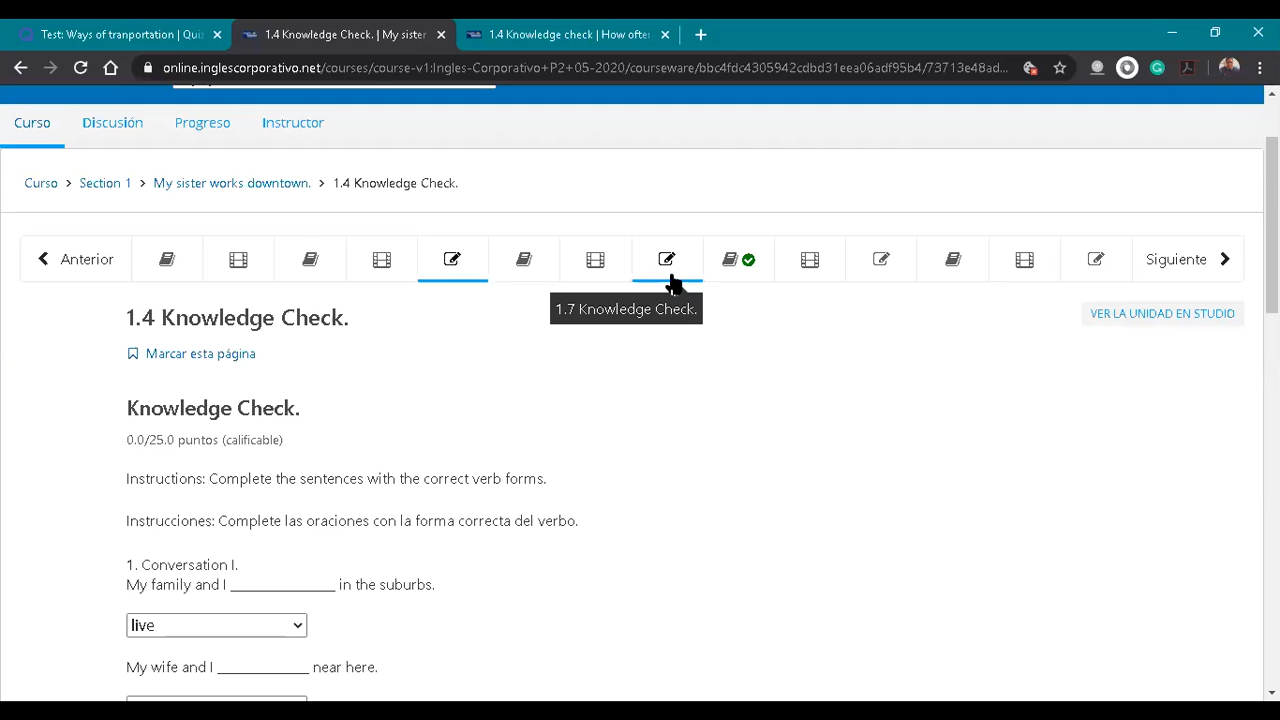 Test: Ways of tranportation | Qui
1.4 Knowledge Check. | My sister
1.4 Knowledge check | How ofte
online.inglescorporativo.net/courses/course-v1:Ingles-Corporativo+P2+05-2020/courseware/bbc4fdc4305942cdbd31eea06adf95b4/73713e48ad...
Curso Discusión Progreso Instructor
Curso > Section 1 > My sister works downtown. > 1.4 Knowledge Check.
Anterior
Siguiente
1.7 Knowledge Check.
1.4 Knowledge Check.
VER LA UNIDAD EN STUDIO
Marcar esta página
Knowledge Check.
0.0/25.0 puntos (calificable)
Instructions: Complete the sentences with the correct verb forms.
Instrucciones: Complete las oraciones con la forma correcta del verbo.
1. Conversation I.
My family and I _____________ in the suburbs.
live
My wife and I ___________ near here.